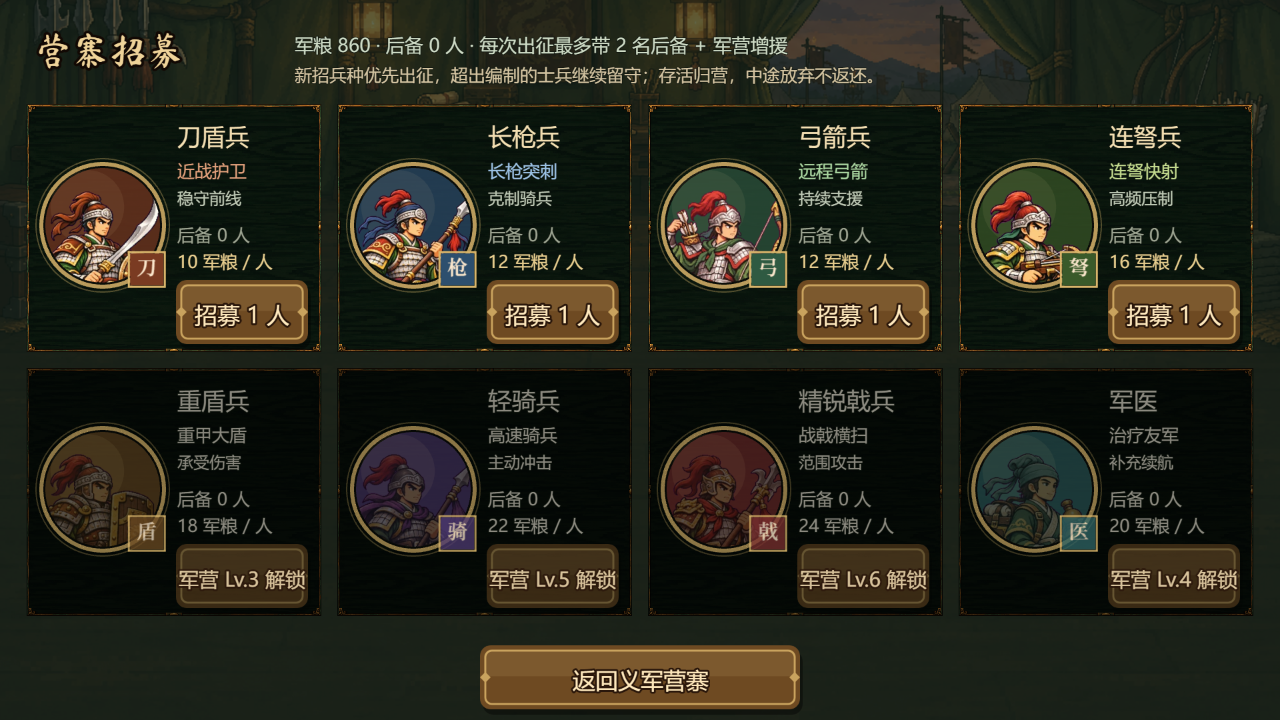 营寨招募
军粮 860 · 后备 0 人 · 每次出征最多带 2 名后备 + 军营增援
新招兵种优先出征，超出编制的士兵继续留守；存活归营，中途放弃不返还。
刀盾兵
近战护卫
稳守前线
后备 0 人
10 军粮 / 人
刀
招募 1 人
长枪兵
长枪突刺
克制骑兵
后备 0 人
12 军粮 / 人
枪
招募 1 人
弓箭兵
远程弓箭
持续支援
后备 0 人
12 军粮 / 人
弓
招募 1 人
连弩兵
连弩快射
高频压制
后备 0 人
16 军粮 / 人
弩
招募 1 人
重盾兵
重甲大盾
承受伤害
后备 0 人
18 军粮 / 人
盾
军营 Lv.3 解锁
轻骑兵
高速骑兵
主动冲击
后备 0 人
22 军粮 / 人
骑
军营 Lv.5 解锁
精锐戟兵
战戟横扫
范围攻击
后备 0 人
24 军粮 / 人
戟
军营 Lv.6 解锁
军医
治疗友军
补充续航
后备 0 人
20 军粮 / 人
医
军营 Lv.4 解锁
返回义军营寨